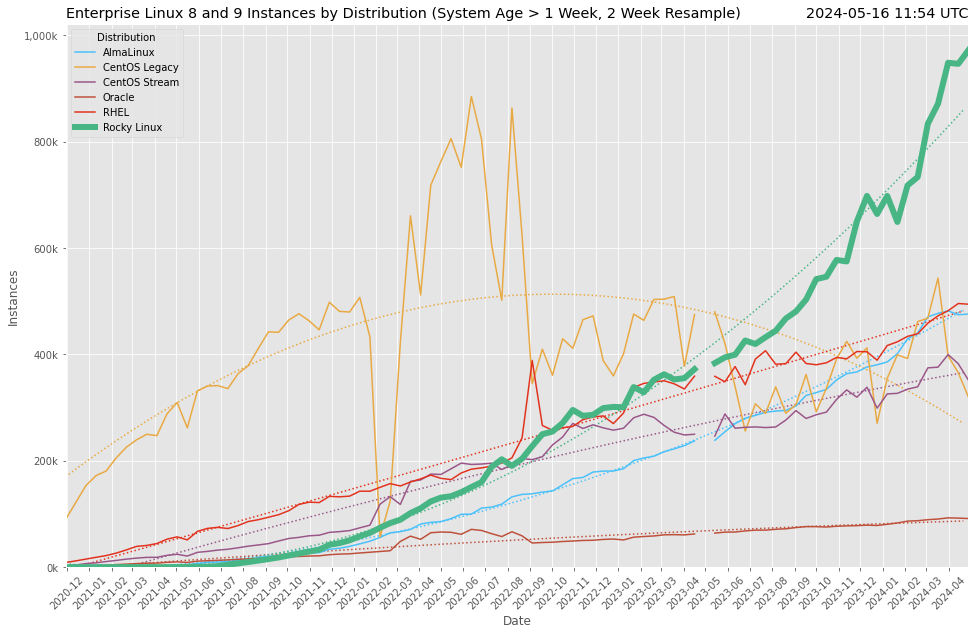 Enterprise Linux 8 and 9 Instances by Distribution (System Age > 1 Week, 2 Week Resample)
2024-05-16 11:54 UTC
Distribution
AlmaLinux
CentOS Legacy
CentOS Stream
Oracle
RHEL
Rocky Linux
1,000k
800k
600k
400k
200k
0k
Instances
2020-12
2021-01
2021-02
2021-03
2021-04
2021-05
2021-06
2021-07
2021-08
2021-09
2021-10
2021-11
2021-12
2022-01
2022-02
2022-03
2022-04
2022-05
2022-06
2022-07
2022-08
2022-09
2022-10
2022-11
2022-12
2023-01
2023-02
2023-03
2023-04
2023-05
2023-06
2023-07
2023-08
2023-09
2023-10
2023-11
2023-12
2024-01
2024-02
2024-03
2024-04
Date